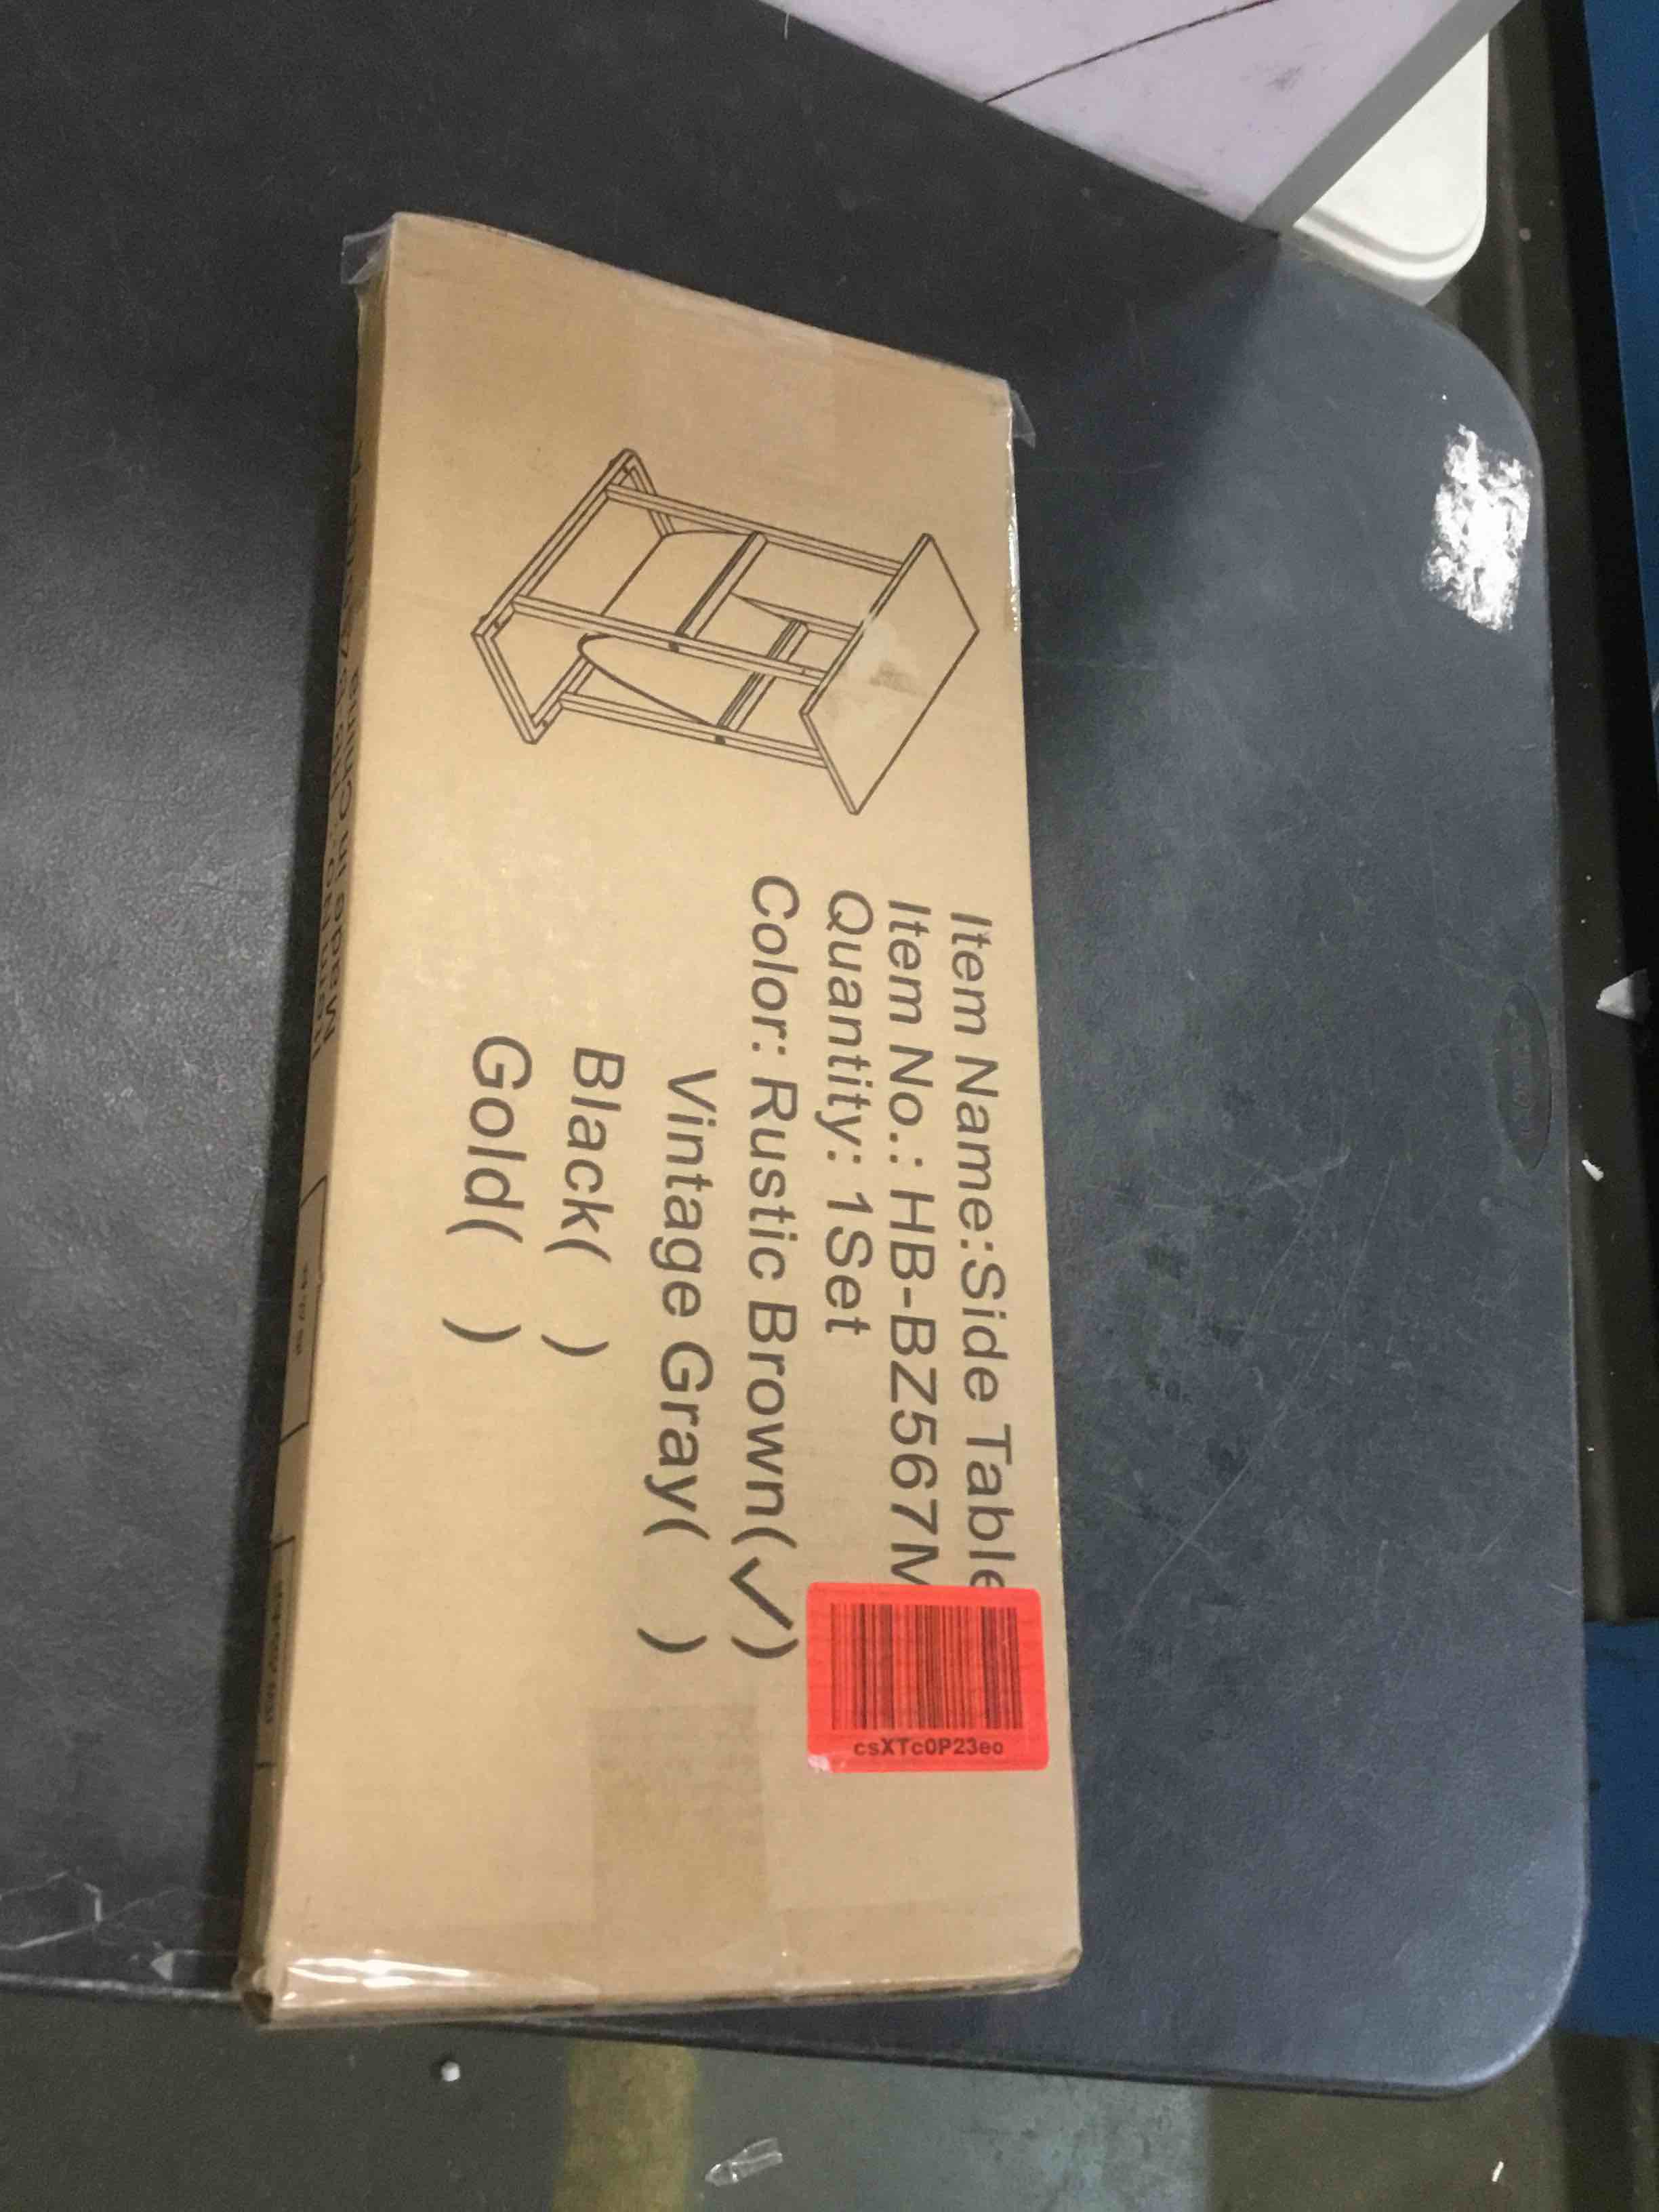 Item Name:Side Table
Item No.: HB-BZ567M
Quantity: 1Set
Color: Rustic Brown(✓)
Vintage Gray( )
Black( )
Gold( )
csXTc0P23eo